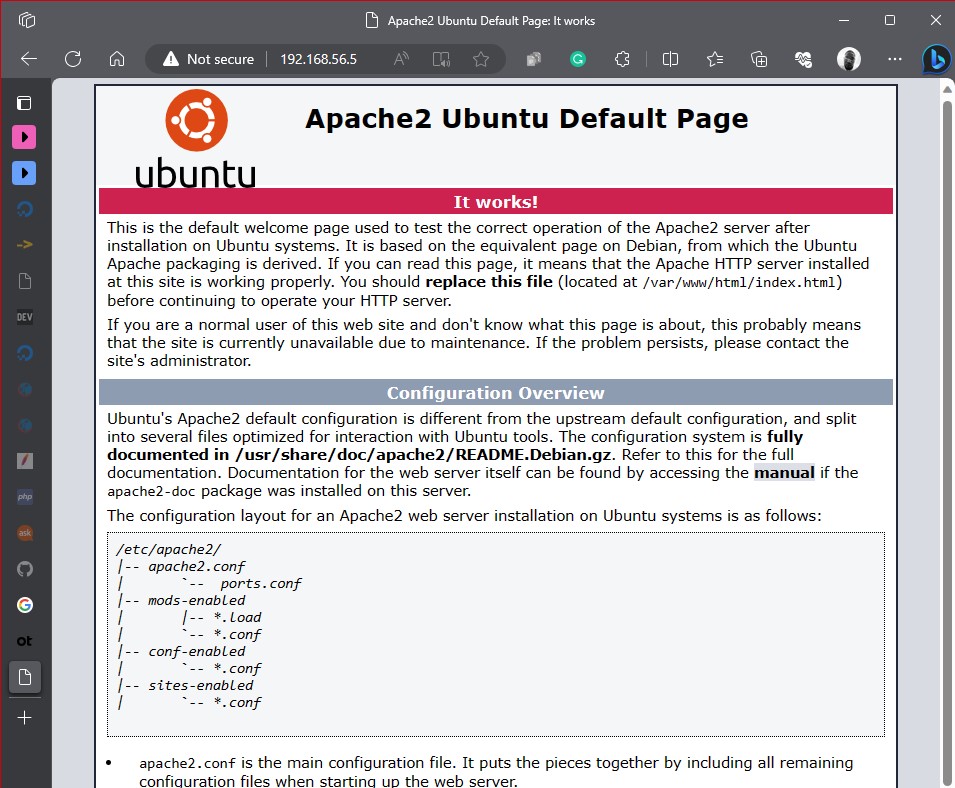 Apache2 Ubuntu Default Page: It works
Not secure
192.168.56.5
ubuntu
Apache2 Ubuntu Default Page
It works!
This is the default welcome page used to test the correct operation of the Apache2 server after
installation on Ubuntu systems. It is based on the equivalent page on Debian, from which the Ubuntu
Apache packaging is derived. If you can read this page, it means that the Apache HTTP server installed
at this site is working properly. You should replace this file (located at /var/www/html/index.html)
before continuing to operate your HTTP server.
If you are a normal user of this web site and don't know what this page is about, this probably means
that the site is currently unavailable due to maintenance. If the problem persists, please contact the
site's administrator.
Configuration Overview
Ubuntu's Apache2 default configuration is different from the upstream default configuration, and split
into several files optimized for interaction with Ubuntu tools. The configuration system is fully
documented in /usr/share/doc/apache2/README.Debian.gz. Refer to this for the full
documentation. Documentation for the web server itself can be found by accessing the manual if the
apache2-doc package was installed on this server.
The configuration layout for an Apache2 web server installation on Ubuntu systems is as follows:
/etc/apache2/
|-- apache2.conf
|       `--  ports.conf
|-- mods-enabled
|       |-- *.load
|       `-- *.conf
|-- conf-enabled
|       `-- *.conf
|-- sites-enabled
|       `-- *.conf
• apache2.conf is the main configuration file. It puts the pieces together by including all remaining
configuration files when starting up the web server.
DEV
php
ask
ot